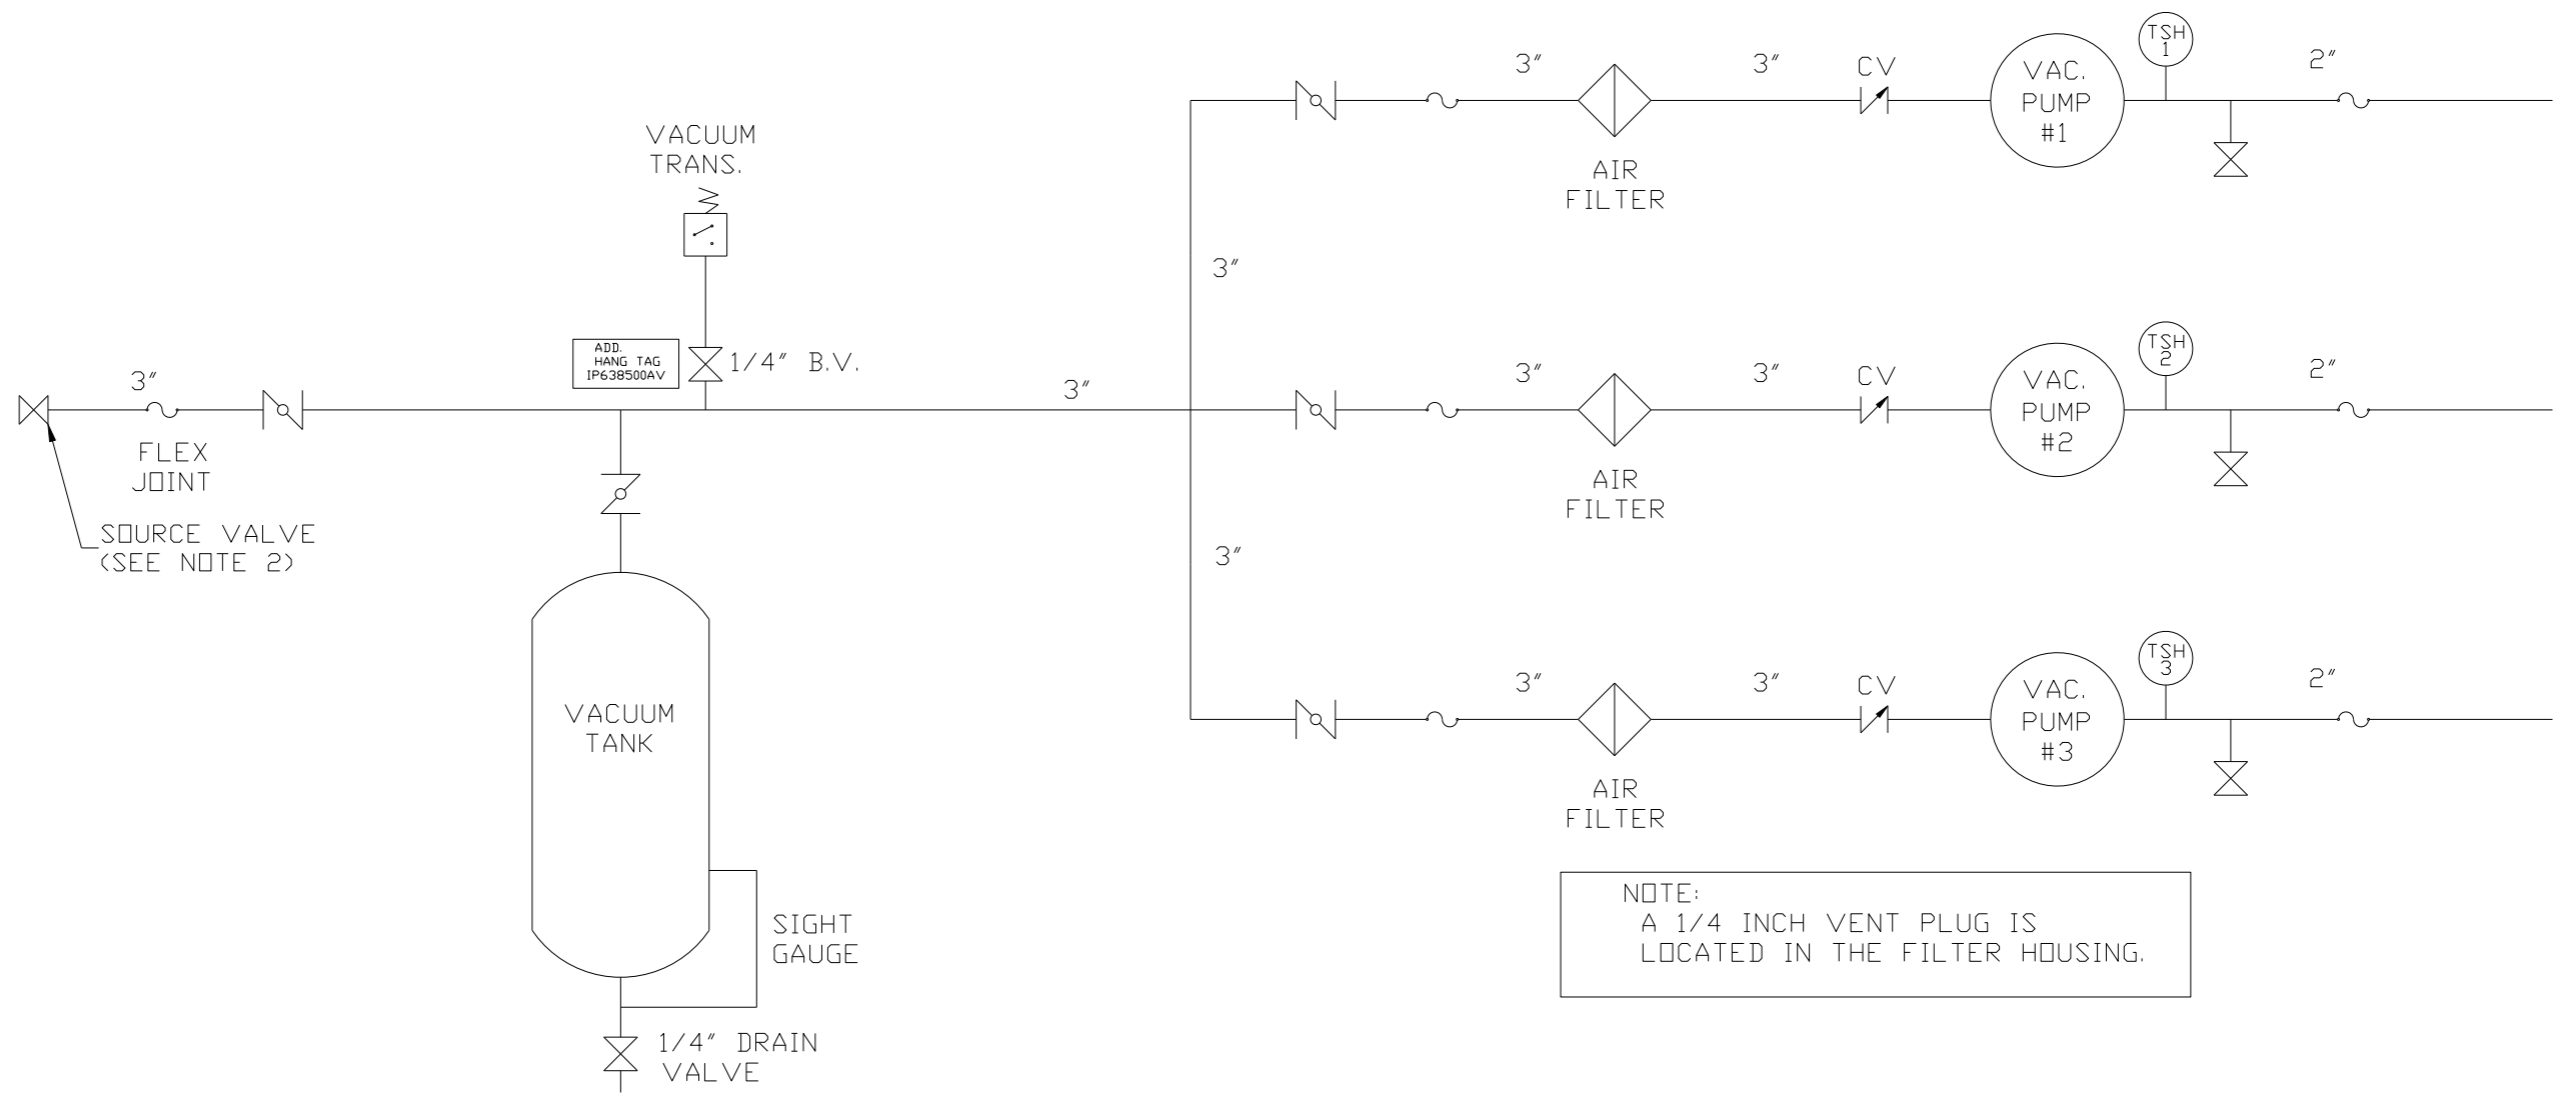 VACUUM
TRANS.
ADD.
HANG TAG
IP638500AV
1/4" B.V.
3"
FLEX
JOINT
SOURCE VALVE
(SEE NOTE 2)
VACUUM
TANK
SIGHT
GAUGE
1/4" DRAIN
VALVE
3"
3"
3"
3"
AIR
FILTER
3"
CV
VAC.
PUMP
#1
TSH
1
2"
3"
AIR
FILTER
3"
CV
VAC.
PUMP
#2
TSH
2
2"
3"
AIR
FILTER
3"
CV
VAC.
PUMP
#3
TSH
3
2"
NOTE:
A 1/4 INCH VENT PLUG IS
LOCATED IN THE FILTER HOUSING.